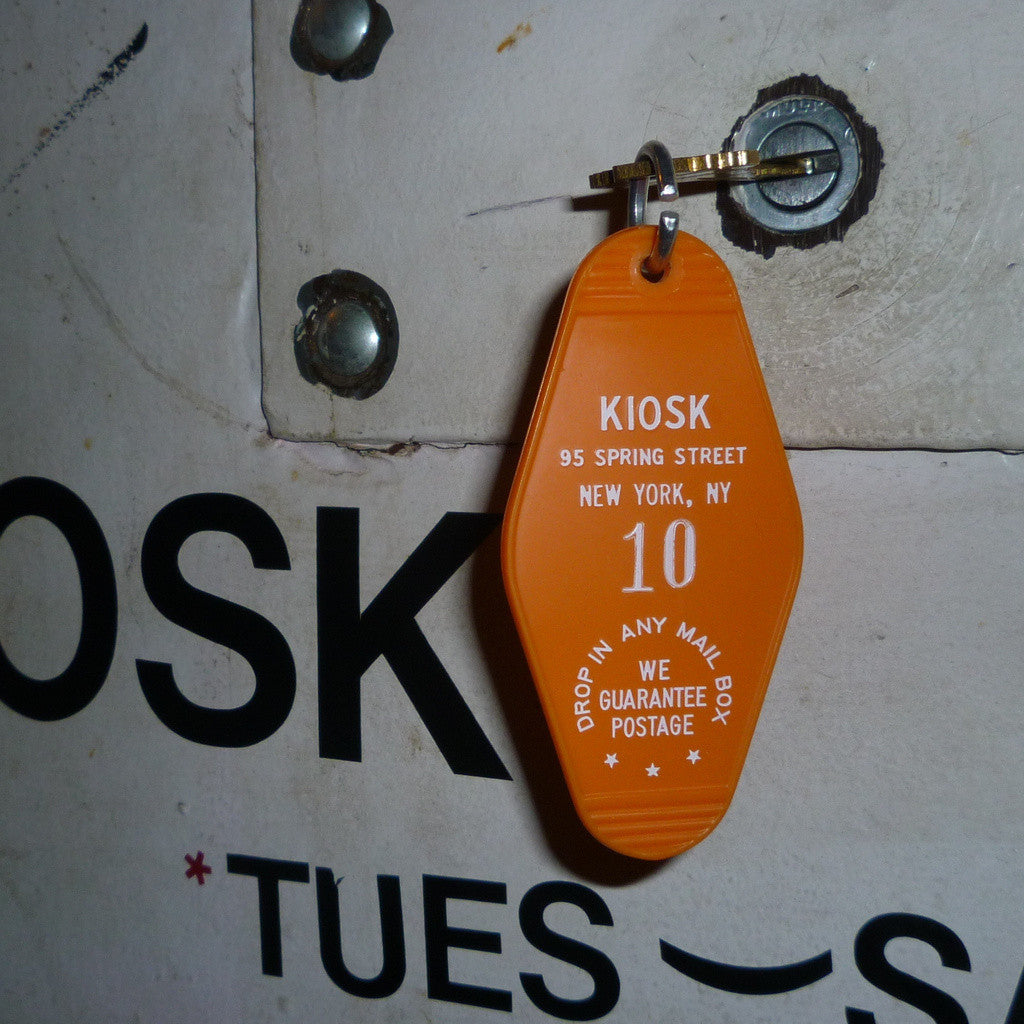 KIOSK
95 SPRING STREET
NEW YORK, NY
10
DROP IN ANY MAIL BOX
WE
GUARANTEE
POSTAGE
OSK
*TUES